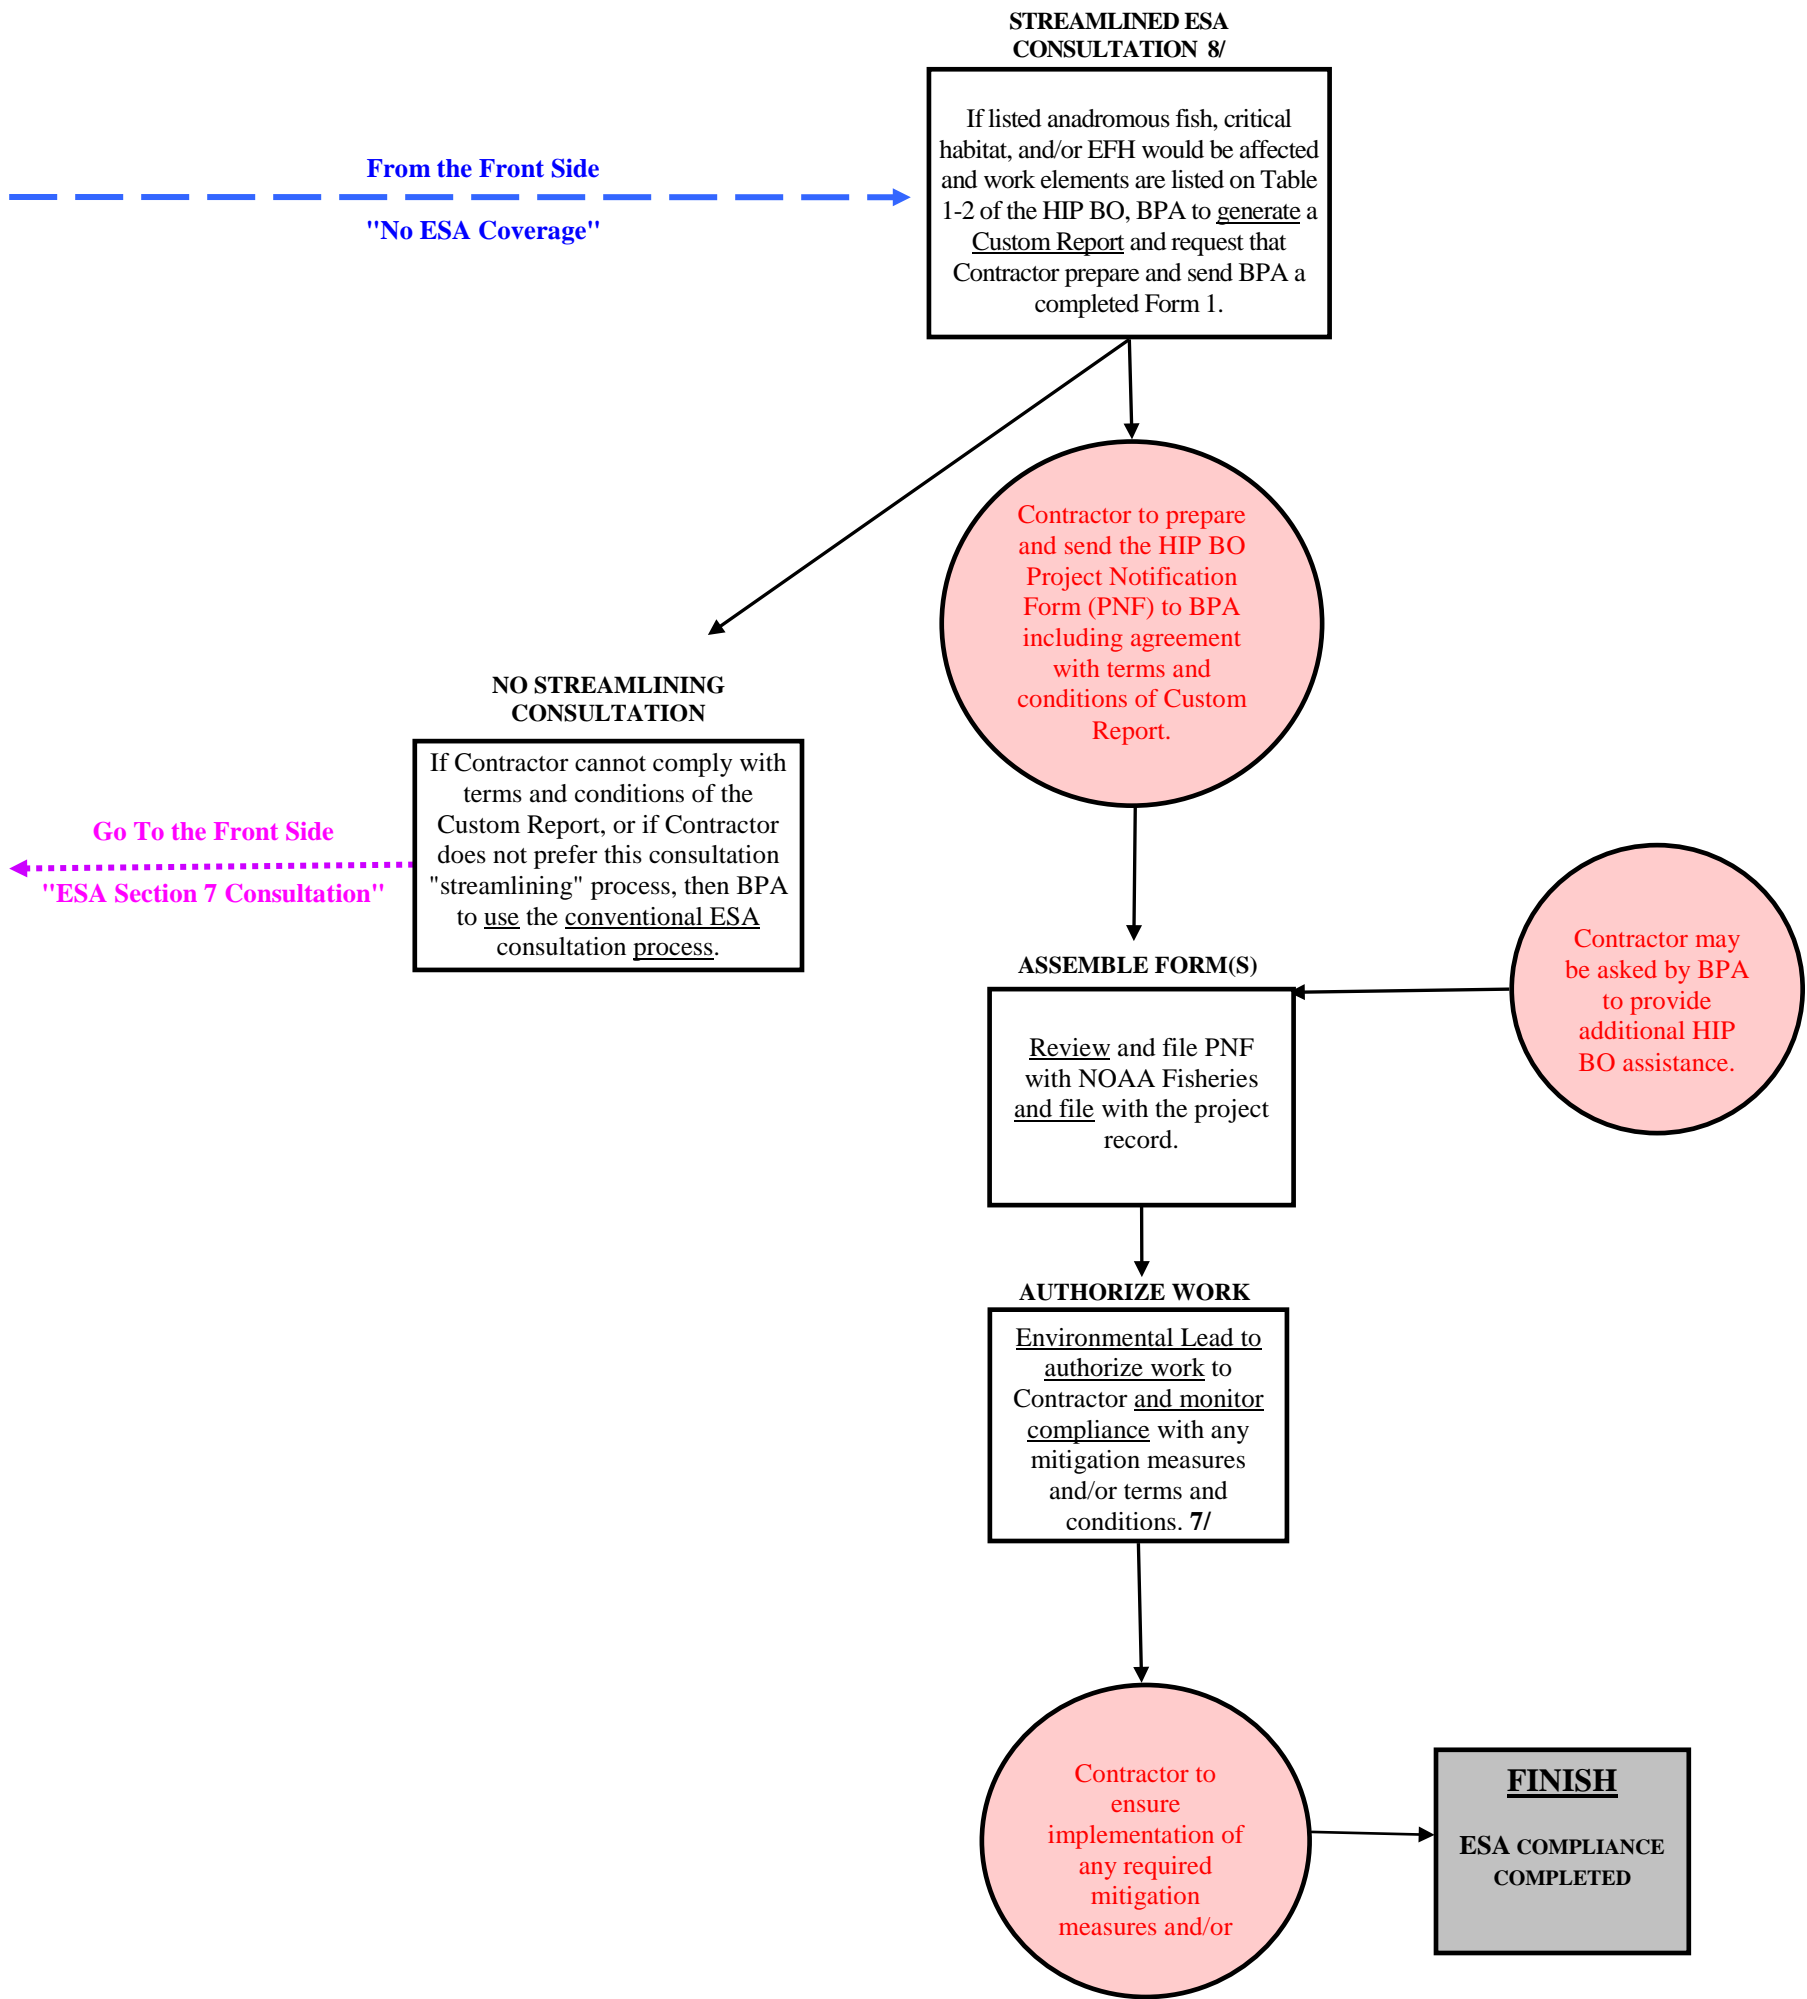 STREAMLINED ESA
CONSULTATION 8/
If listed anadromous fish, critical
habitat, and/or EFH would be affected
and work elements are listed on Table
1-2 of the HIP BO, BPA to generate a
Custom Report and request that
Contractor prepare and send BPA a
completed Form 1.
From the Front Side
"No ESA Coverage"
Contractor to prepare
and send the HIP BO
Project Notification
Form (PNF) to BPA
including agreement
with terms and
conditions of Custom
Report.
NO STREAMLINING
CONSULTATION
If Contractor cannot comply with
terms and conditions of the
Custom Report, or if Contractor
does not prefer this consultation
"streamlining" process, then BPA
to use the conventional ESA
consultation process.
Go To the Front Side
"ESA Section 7 Consultation"
Contractor may
be asked by BPA
to provide
additional HIP
BO assistance.
ASSEMBLE FORM(S)
Review and file PNF
with NOAA Fisheries
and file with the project
record.
AUTHORIZE WORK
Environmental Lead to
authorize work to
Contractor and monitor
compliance with any
mitigation measures
and/or terms and
conditions. 7/
Contractor to
ensure
implementation of
any required
mitigation
measures and/or
FINISH
ESA COMPLIANCE
COMPLETED